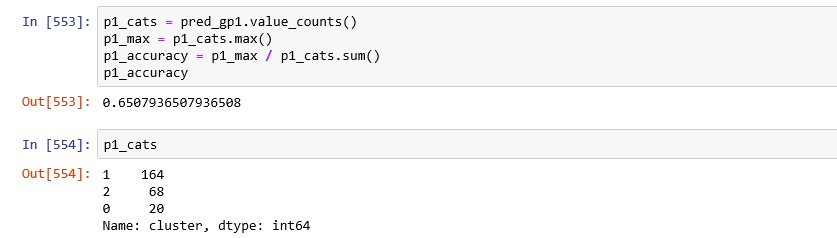 In [553]: p1_cats = pred_gp1.value_counts()
p1_max = p1_cats.max()
p1_accuracy = p1_max / p1_cats.sum()
p1_accuracy
Out[553]: 0.6507936507936508
In [554]: p1_cats
Out[554]: 1    164
2     68
0     20
Name: cluster, dtype: int64